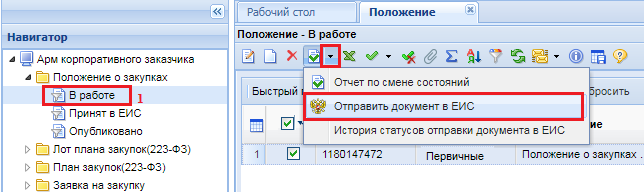 Навигатор
Арм корпоративного заказчика
Положение о закупках
В работе
1
Принят в ЕИС
Опубликовано
Лот плана закупок(223-ФЗ)
План закупок(223-ФЗ)
Заявка на закупку
Рабочий стол
Положение
Положение - В работе
Отчет по смене состояний
Отправить документ в ЕИС
История статусов отправки документа в ЕИС
Быстрый
бросить
ние
1 1180147472 Первичные Положение о закупках